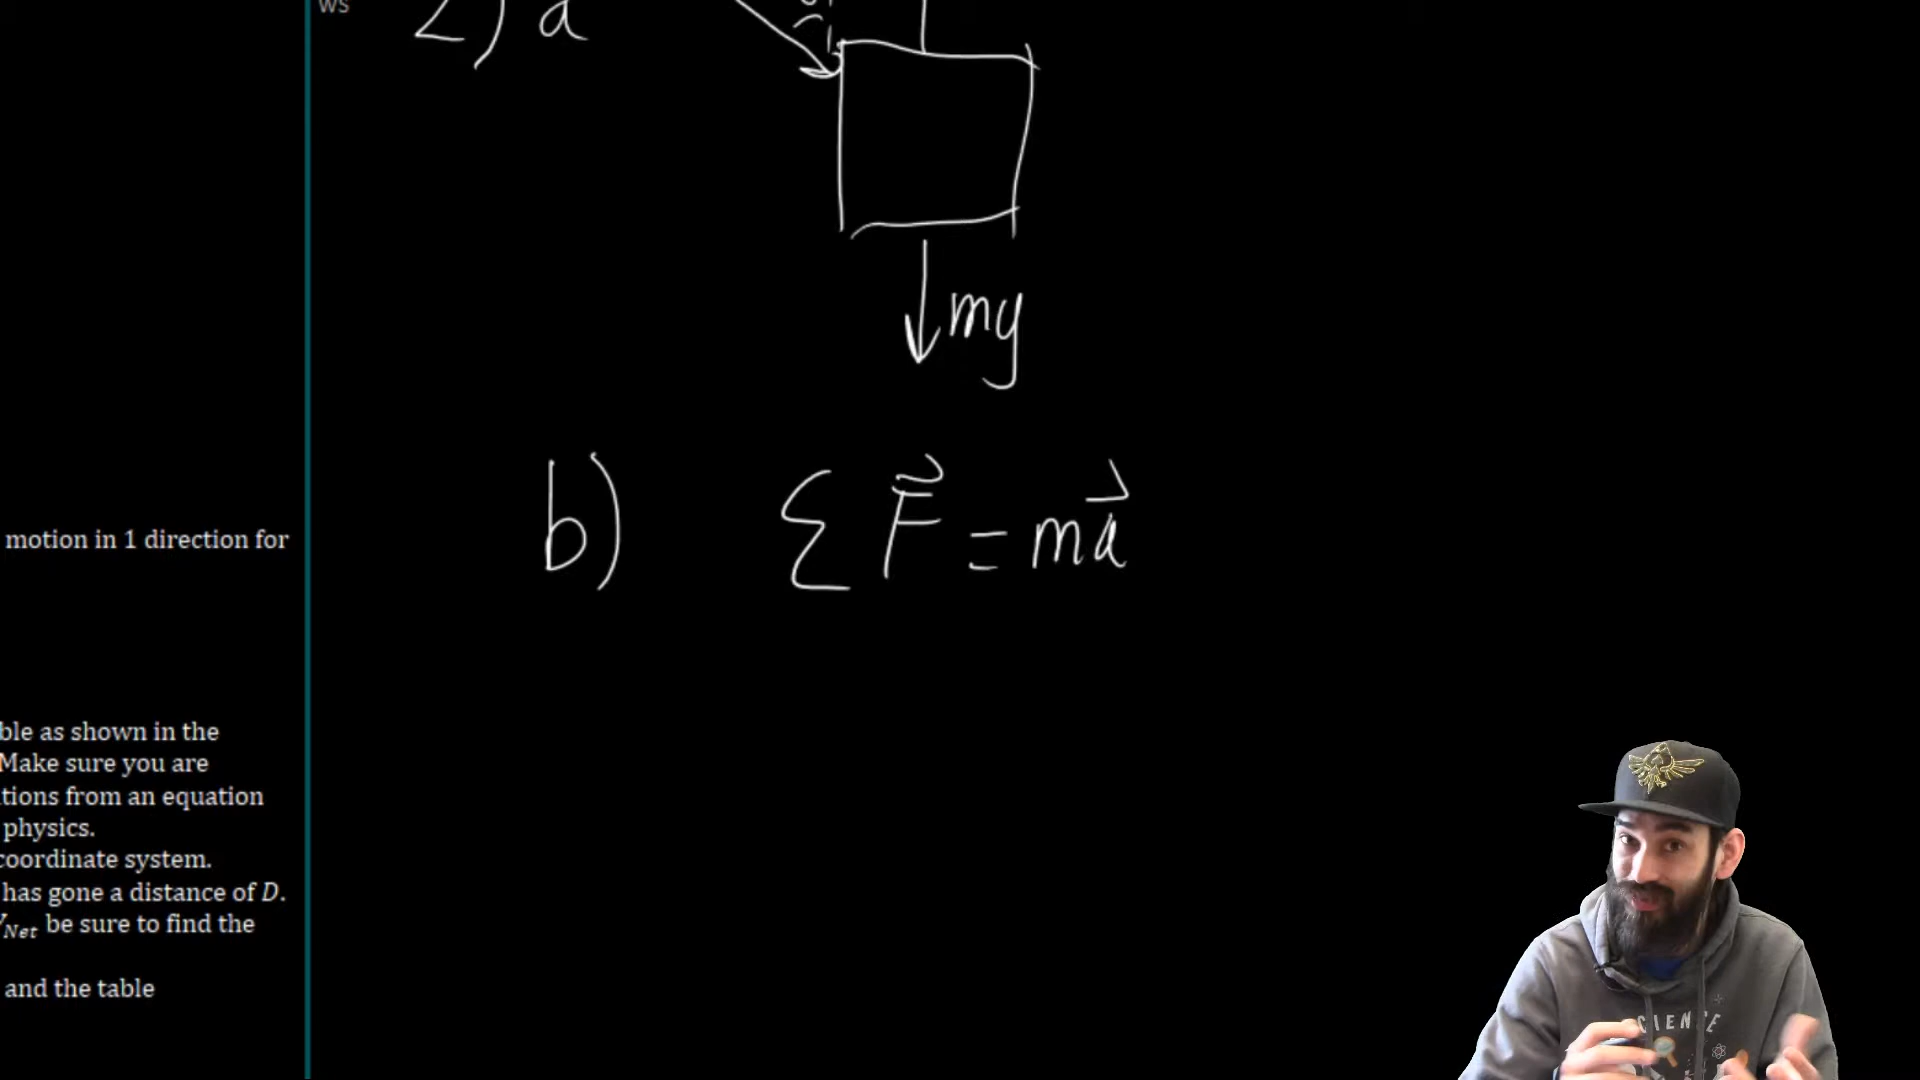 ws
2) a
mg
b) Σ F⃗ = ma⃗
motion in 1 direction for
ble as shown in the
Make sure you are
tions from an equation
physics.
coordinate system.
has gone a distance of D.
Net be sure to find the
and the table
SCIENCE